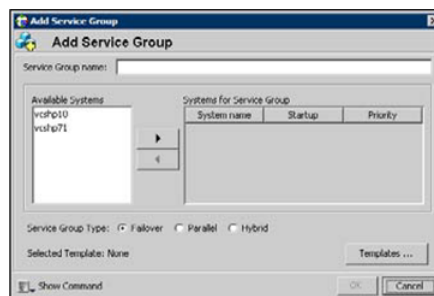 Add Service Group
Add Service Group
Service Group name:
Available Systems
vcshp10
vcshp71
Systems for Service Group
System name Startup Priority
Service Group Type: Failover Parallel Hybrid
Selected Template: None
Templates ...
Show Command
OK Cancel